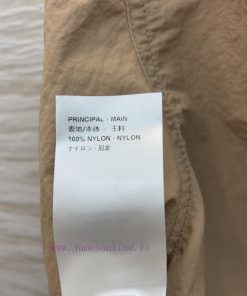 PRINCIPAL - MAIN
表地/本体 主料
100% NYLON - NYLON
ナイロン - 尼龙
www.jamesonline.ru